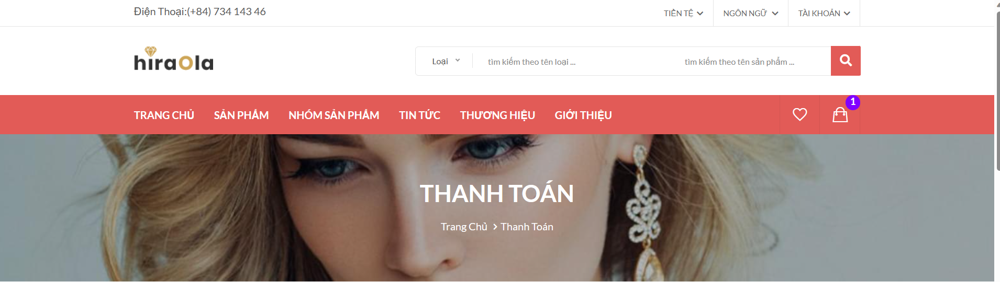 Điện Thoại:(+84) 734 143 46
TIỀN TỆ NGÔN NGỮ TÀI KHOẢN
hiraola
Loại tìm kiếm theo tên loại ... tìm kiếm theo tên sản phẩm ...
1
TRANG CHỦ SẢN PHẨM NHÓM SẢN PHẨM TIN TỨC THƯƠNG HIỆU GIỚI THIỆU
THANH TOÁN
Trang Chủ > Thanh Toán